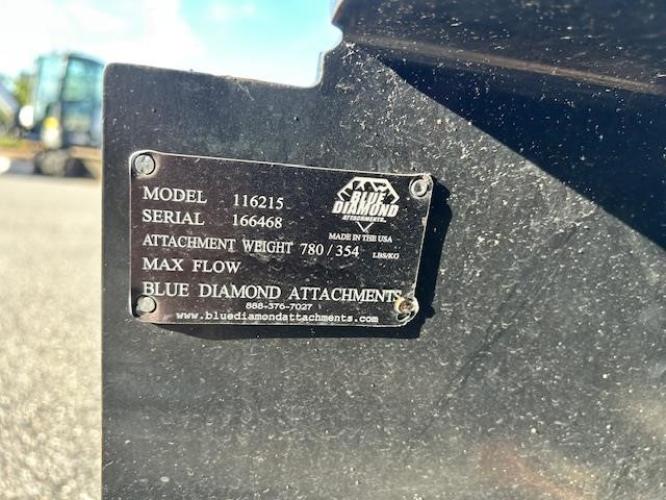 MODEL 116215
SERIAL 166468
BLUE
DIAMOND
ATTACHMENTS
MADE IN THE USA
ATTACHMENT WEIGHT 780 / 354 LBS/KG
MAX FLOW
BLUE DIAMOND ATTACHMENTS
888-376-7027
www.bluediamondattachments.com